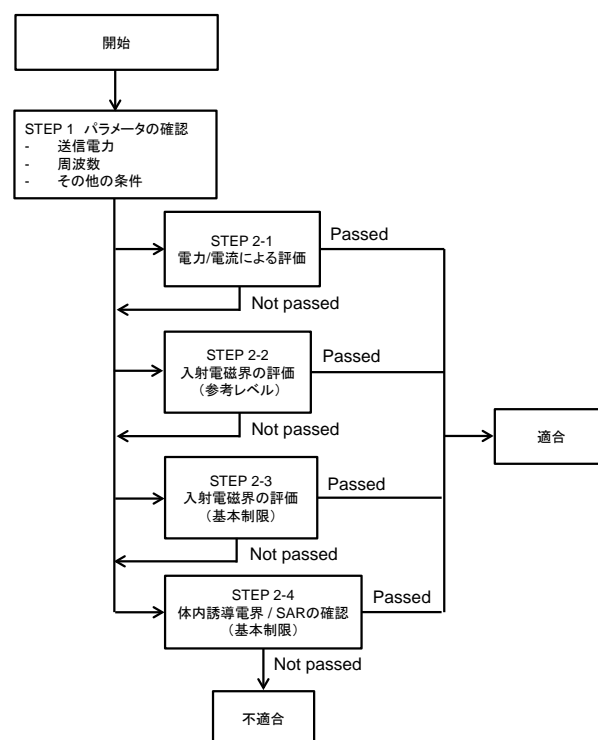 開始
STEP 1 パラメータの確認
- 送信電力
- 周波数
- その他の条件
STEP 2-1
電力/電流による評価
Passed
Not passed
STEP 2-2
入射電磁界の評価
（参考レベル）
Passed
Not passed
適合
STEP 2-3
入射電磁界の評価
（基本制限）
Passed
Not passed
STEP 2-4
体内誘導電界 / SARの確認
（基本制限）
Passed
Not passed
不適合